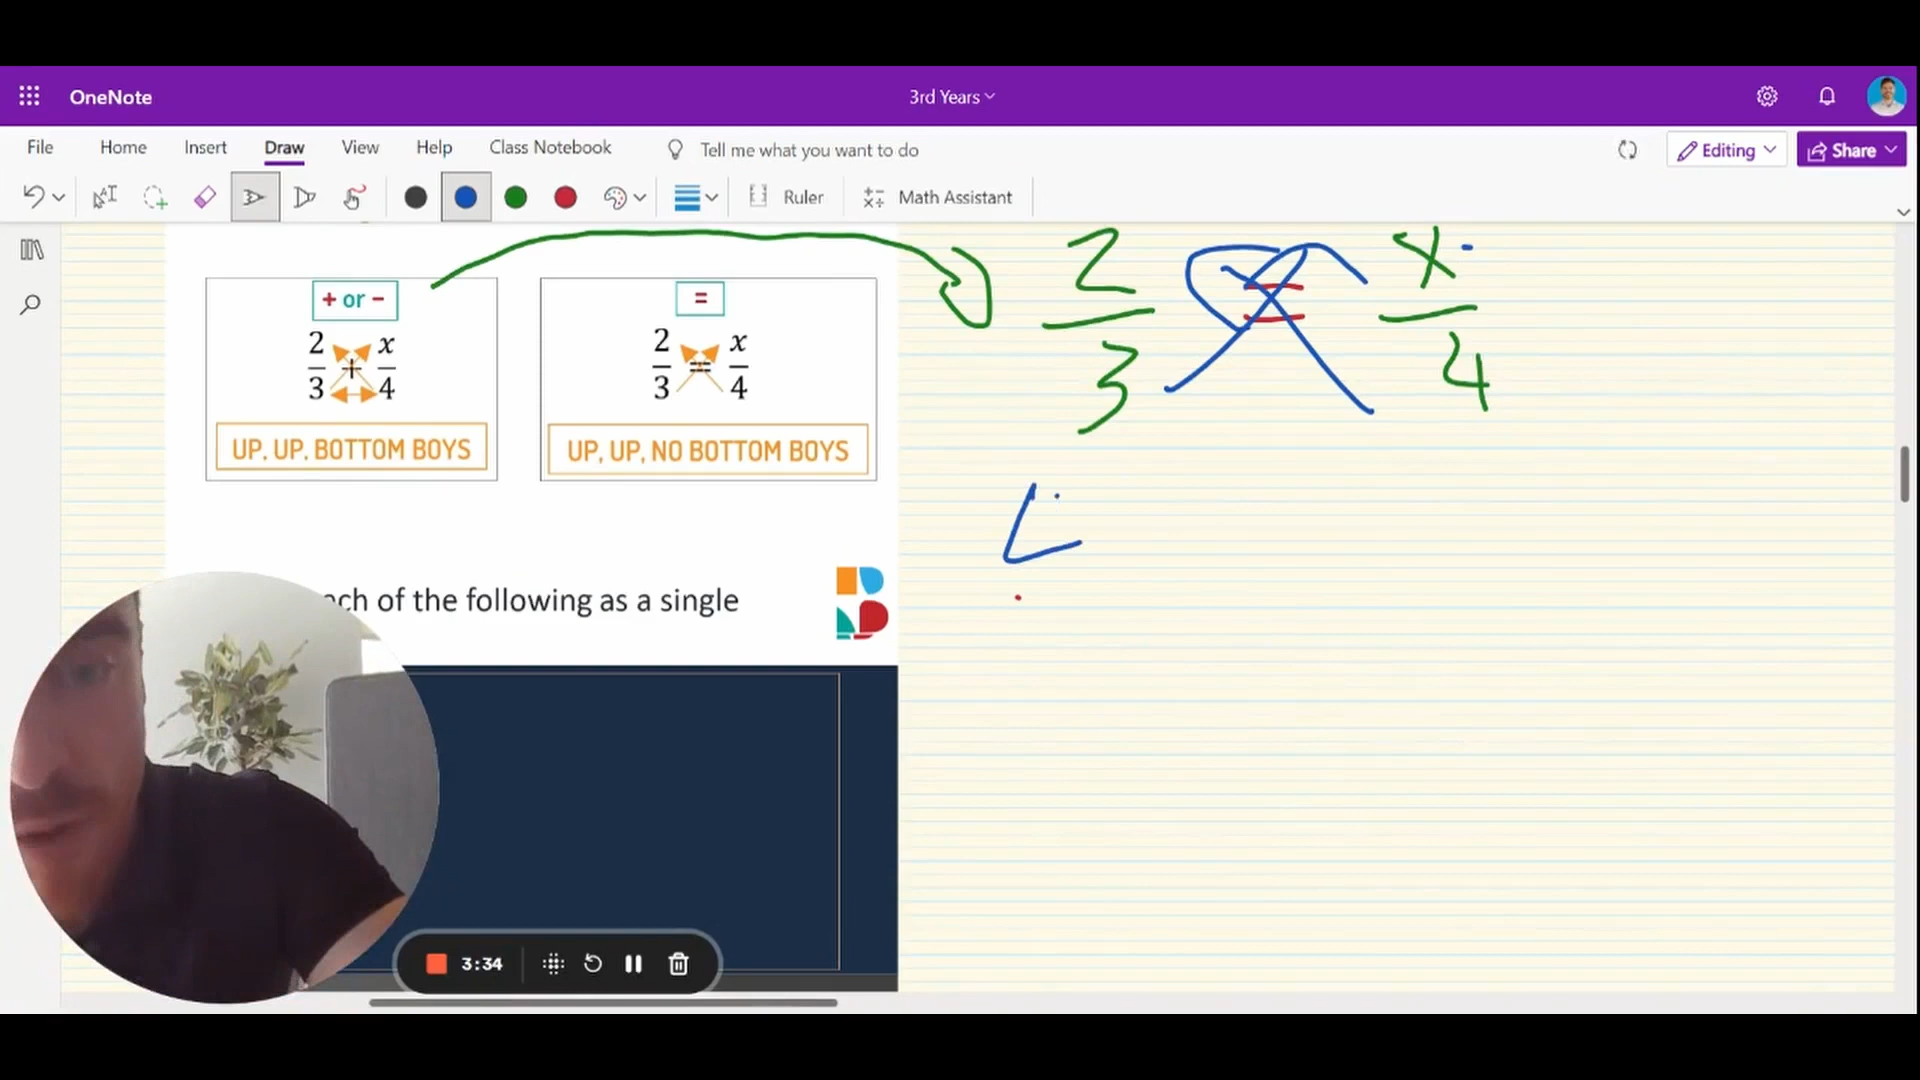 OneNote
3rd Years
File Home Insert Draw View Help Class Notebook Tell me what you want to do
Editing Share
Ruler Math Assistant
+ or -
2/3 + x/4
UP, UP, BOTTOM BOYS
=
2/3 = x/4
UP, UP, NO BOTTOM BOYS
2/3 = x/4
ch of the following as a single
3:34